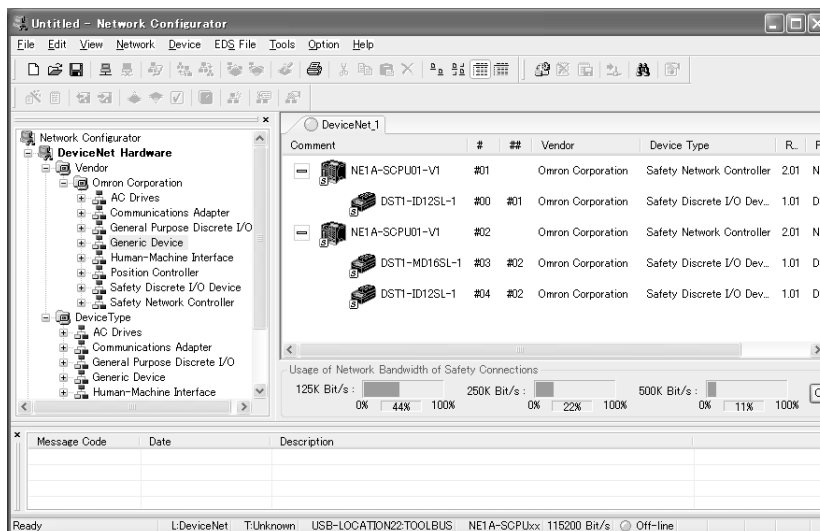 Untitled - Network Configurator
File Edit View Network Device EDS File Tools Option Help
Network Configurator
DeviceNet Hardware
Vendor
Omron Corporation
AC Drives
Communications Adapter
General Purpose Discrete I/O
Generic Device
Human-Machine Interface
Position Controller
Safety Discrete I/O Device
Safety Network Controller
DeviceType
AC Drives
Communications Adapter
General Purpose Discrete I/O
Generic Device
Human-Machine Interface
DeviceNet_1
Comment # ## Vendor Device Type R...
NE1A-SCPU01-V1 #01 Omron Corporation Safety Network Controller 2.01 N
DST1-ID12SL-1 #00 #01 Omron Corporation Safety Discrete I/O Dev... 1.01 D
NE1A-SCPU01-V1 #02 Omron Corporation Safety Network Controller 2.01 N
DST1-MD16SL-1 #03 #02 Omron Corporation Safety Discrete I/O Dev... 1.01 D
DST1-ID12SL-1 #04 #02 Omron Corporation Safety Discrete I/O Dev... 1.01 D
Usage of Network Bandwidth of Safety Connections
125K Bit/s : 250K Bit/s : 500K Bit/s :
0% 44% 100% 0% 22% 100% 0% 11% 100%
Message Code Date Description
Ready L:DeviceNet T:Unknown USB-LOCATION22:TOOLBUS NE1A-SCPUxx 115200 Bit/s Off-line